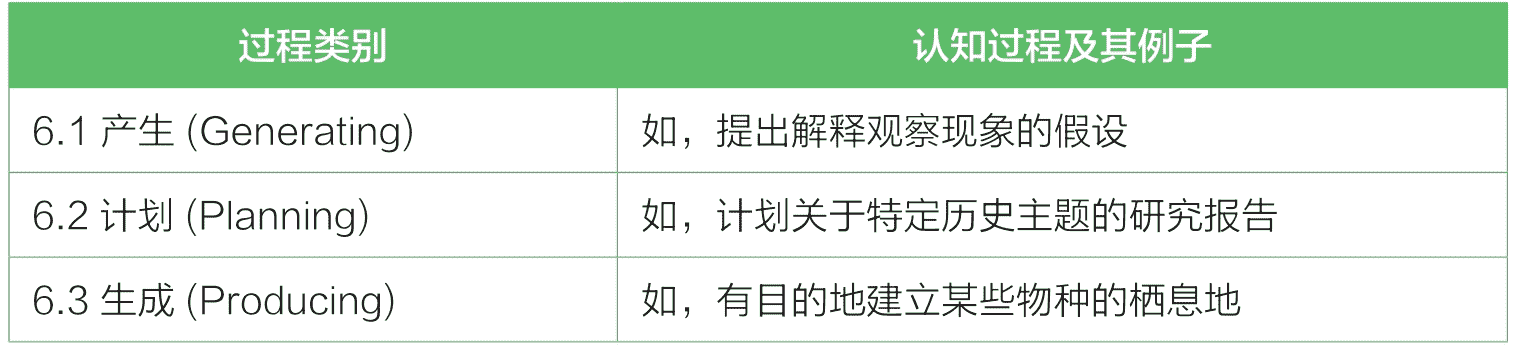 过程类别 认知过程及其例子
6.1 产生 (Generating) 如，提出解释观察现象的假设
6.2 计划 (Planning) 如，计划关于特定历史主题的研究报告
6.3 生成 (Producing) 如，有目的地建立某些物种的栖息地